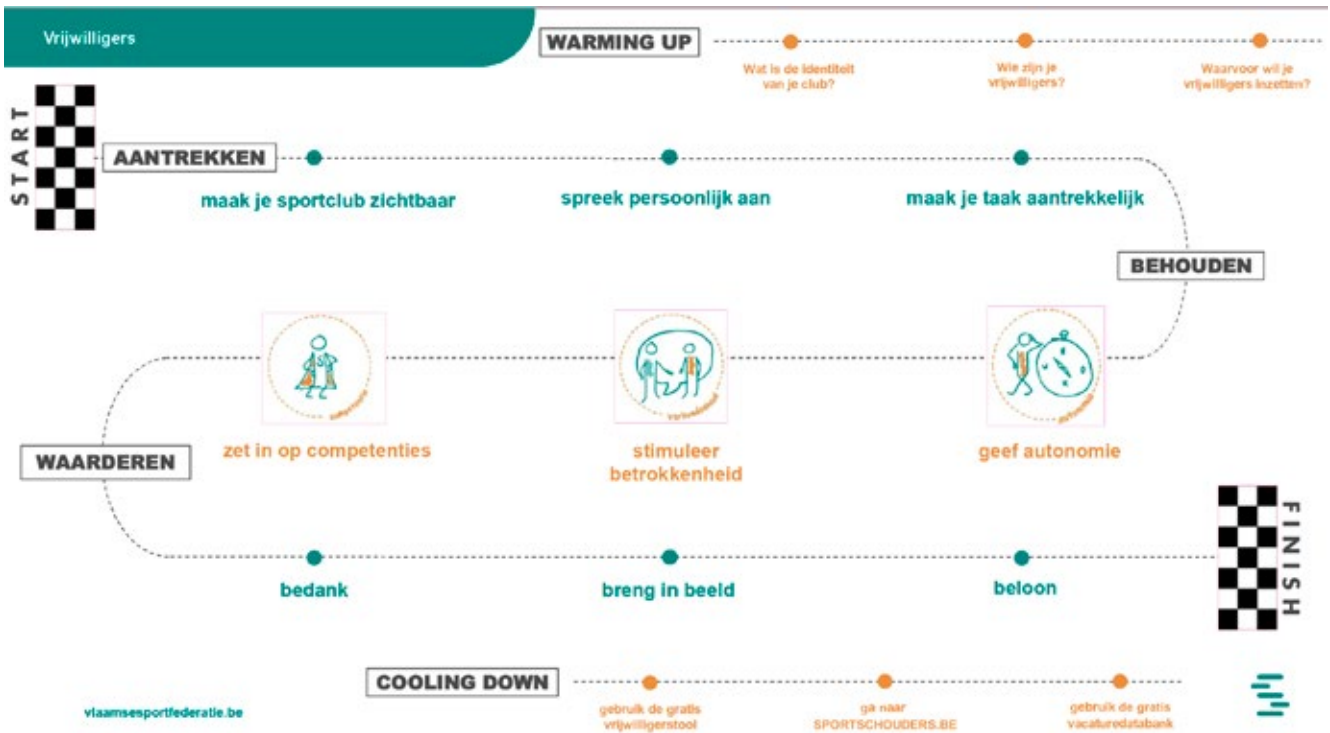 Vrijwilligers
WARMING UP
Wat is de identiteit
van je club?
Wie zijn je
vrijwilligers?
Waarvoor wil je
vrijwilligers inzetten?
START
AANTREKKEN
maak je sportclub zichtbaar
spreek persoonlijk aan
maak je taak aantrekkelijk
BEHOUDEN
zet in op competenties
stimuleer
betrokkenheid
geef autonomie
WAARDEREN
bedank
breng in beeld
beloon
FINISH
COOLING DOWN
gebruik de gratis
vrijwilligerstool
ga naar
SPORTSCHOUDERS.BE
gebruik de gratis
vacaturedatabank
vlaamsesportfederatie.be